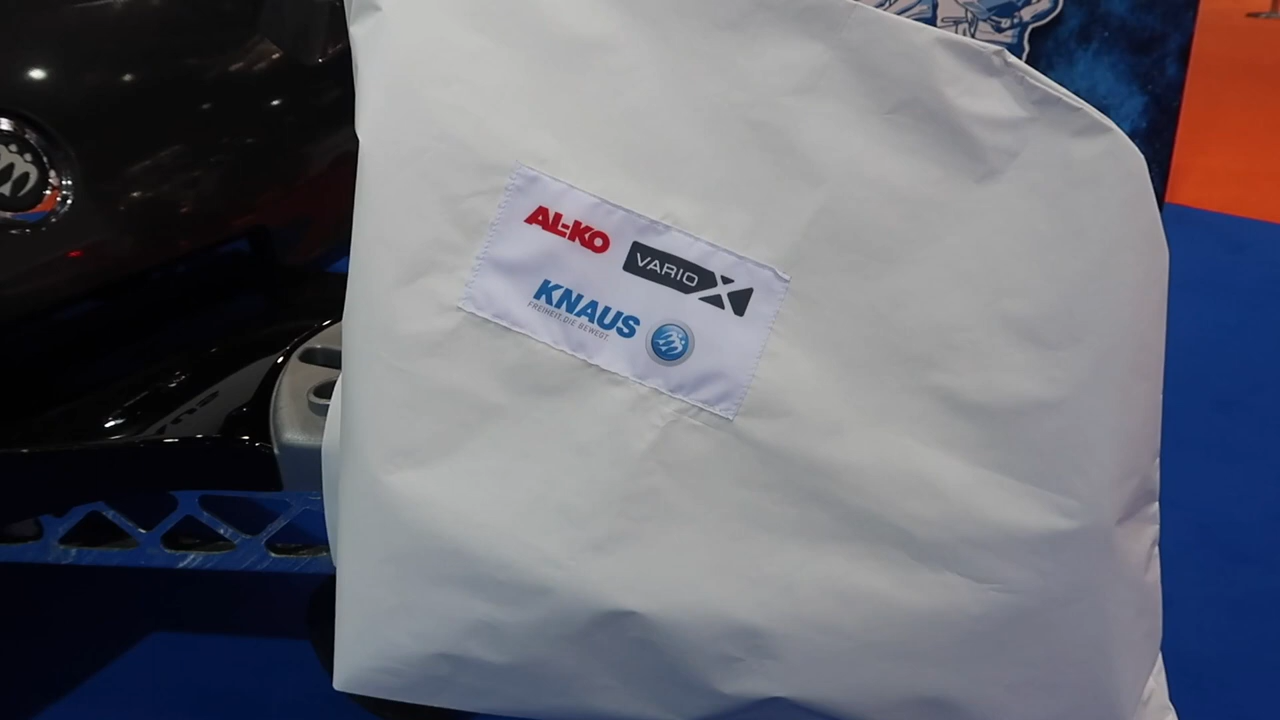 AL-KO
VARIO X
KNAUS
FREIHEIT. DIE BEWEGT.